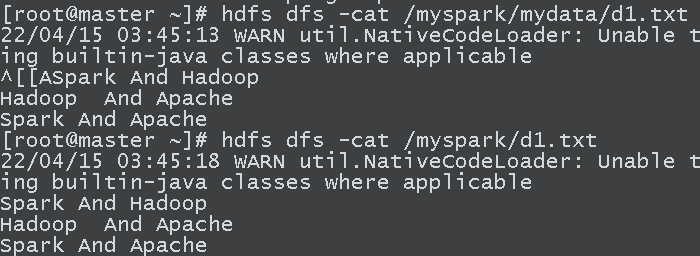 [root@master ~]# hdfs dfs -cat /myspark/mydata/d1.txt
22/04/15 03:45:13 WARN util.NativeCodeLoader: Unable t
ing builtin-java classes where applicable
^[[ASpark And Hadoop
Hadoop  And Apache
Spark And Apache
[root@master ~]# hdfs dfs -cat /myspark/d1.txt
22/04/15 03:45:18 WARN util.NativeCodeLoader: Unable t
ing builtin-java classes where applicable
Spark And Hadoop
Hadoop  And Apache
Spark And Apache